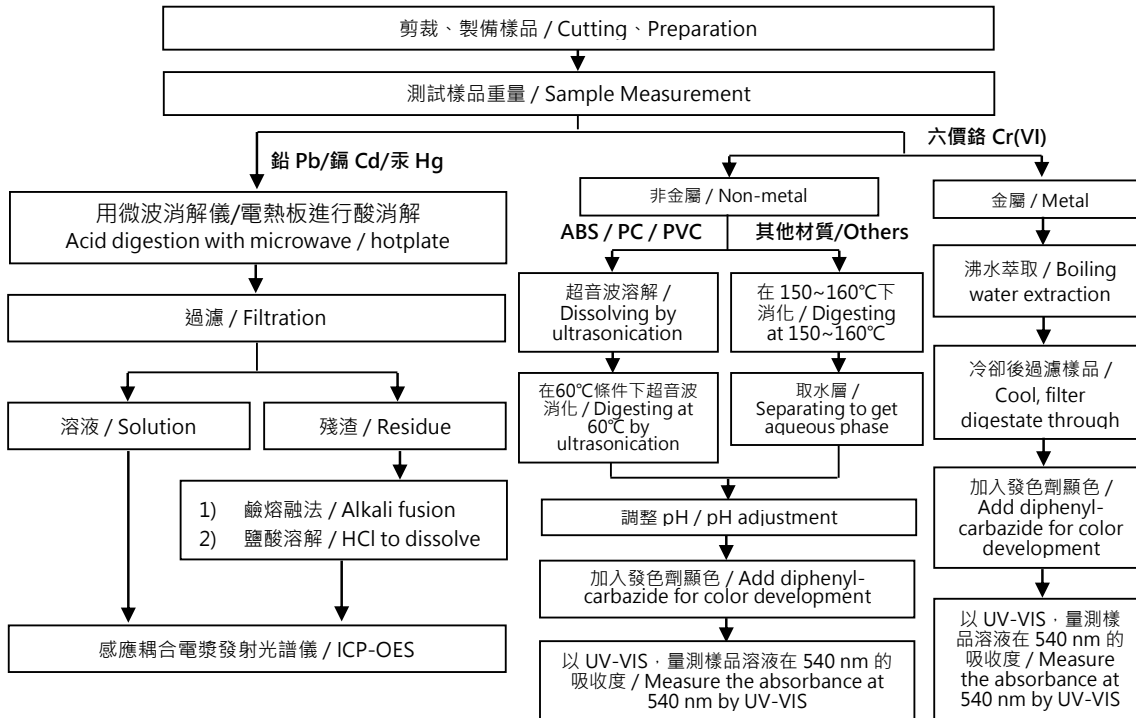 剪裁、製備樣品 / Cutting、Preparation
測試樣品重量 / Sample Measurement
鉛 Pb/鎘 Cd/汞 Hg
六價鉻 Cr(VI)
用微波消解儀/電熱板進行酸消解
Acid digestion with microwave / hotplate
過濾 / Filtration
溶液 / Solution
殘渣 / Residue
1) 鹼熔融法 / Alkali fusion
2) 鹽酸溶解 / HCl to dissolve
感應耦合電漿發射光譜儀 / ICP-OES
非金屬 / Non-metal
ABS / PC / PVC
其他材質/Others
超音波溶解 /
Dissolving by
ultrasonication
在60℃條件下超音波
消化 / Digesting at
60℃ by
ultrasonication
在 150~160℃下
消化 / Digesting
at 150~160℃
取水層 /
Separating to get
aqueous phase
調整 pH / pH adjustment
加入發色劑顯色 / Add diphenyl-
carbazide for color development
以 UV-VIS，量測樣品溶液在 540 nm 的
吸收度 / Measure the absorbance at
540 nm by UV-VIS
金屬 / Metal
沸水萃取 / Boiling
water extraction
冷卻後過濾樣品 /
Cool, filter
digestate through
加入發色劑顯色 /
Add diphenyl-
carbazide for color
development
以 UV-VIS，量測樣
品溶液在 540 nm 的
吸收度 / Measure
the absorbance at
540 nm by UV-VIS